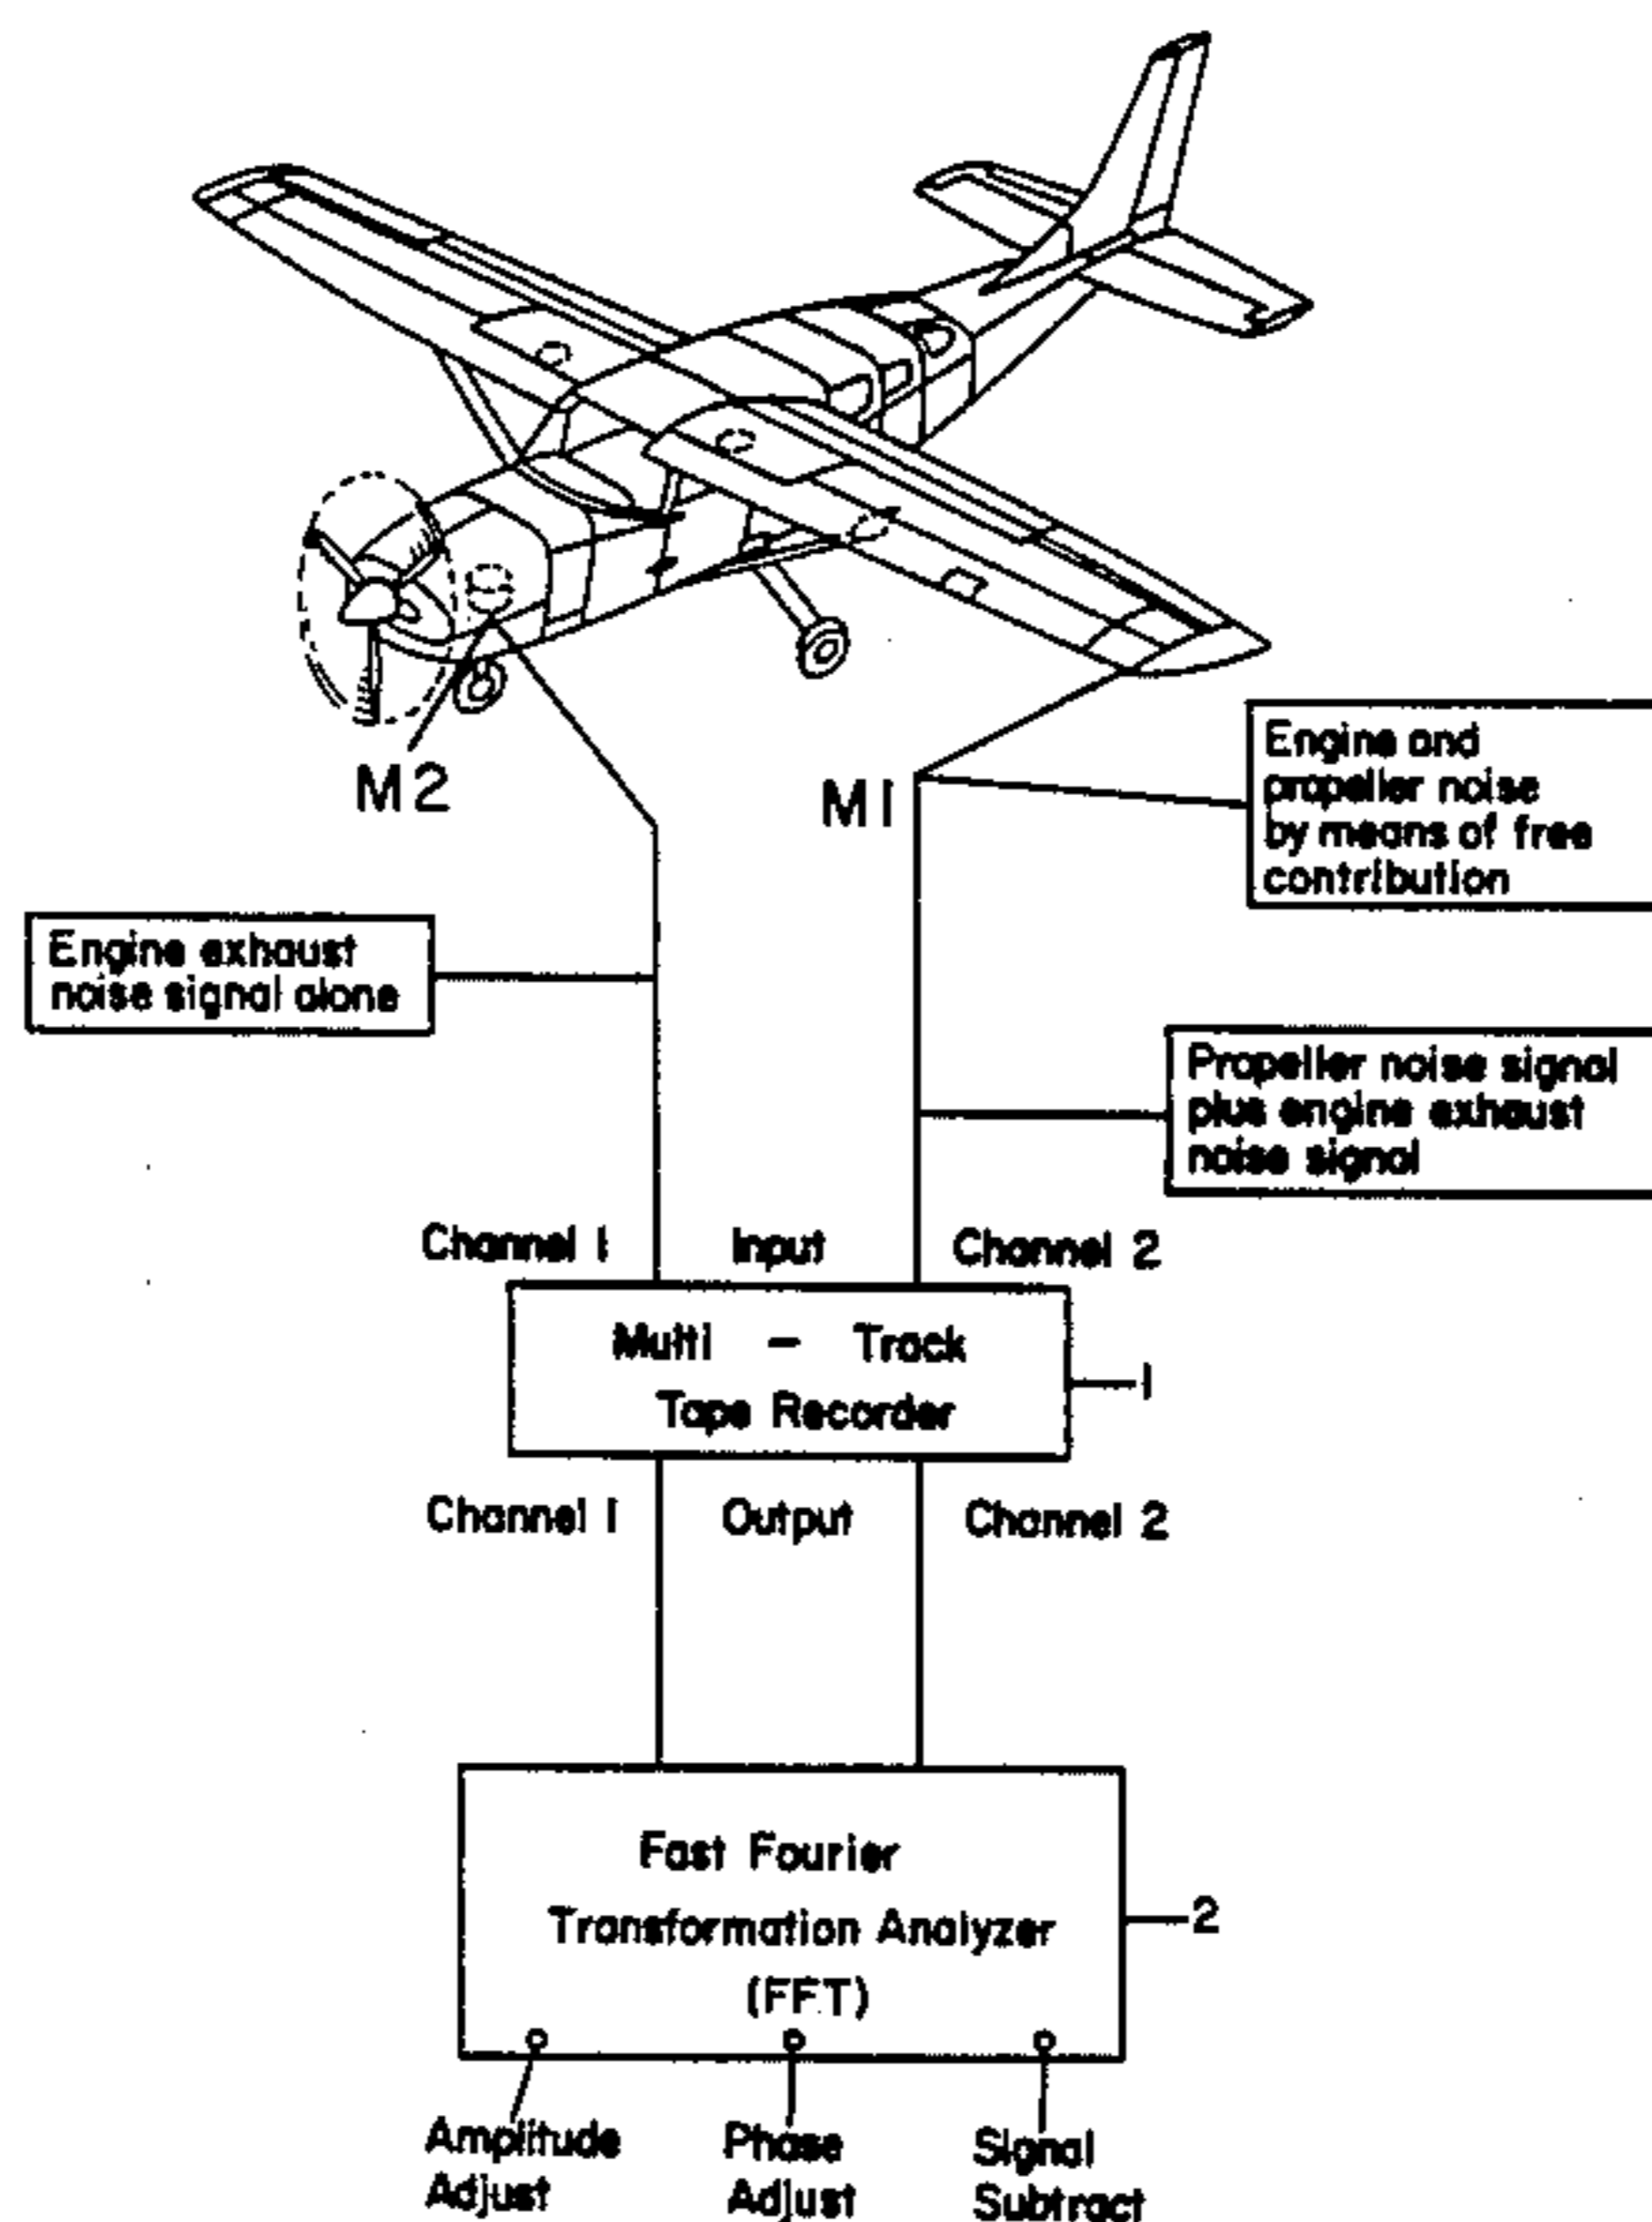 M2
M1
Engine and
propeller noise
by means of free
contribution
Engine exhaust
noise signal alone
Propeller noise signal
plus engine exhaust
noise signal
Channel 1 Input Channel 2
Multi - Track
Tape Recorder
1
Channel 1 Output Channel 2
Fast Fourier
Transformation Analyzer
(FFT)
2
Amplitude
Adjust
Phase
Adjust
Signal
Subtract